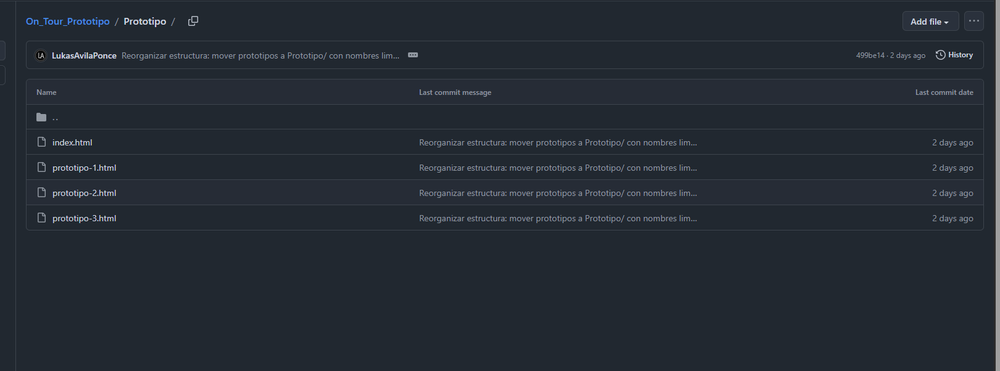 On_Tour_Prototipo / Prototipo /
Add file
LA LukasAvilaPonce Reorganizar estructura: mover prototipos a Prototipo/ con nombres lim...
499be14 · 2 days ago History
Name Last commit message Last commit date
..
index.html Reorganizar estructura: mover prototipos a Prototipo/ con nombres lim... 2 days ago
prototipo-1.html Reorganizar estructura: mover prototipos a Prototipo/ con nombres lim... 2 days ago
prototipo-2.html Reorganizar estructura: mover prototipos a Prototipo/ con nombres lim... 2 days ago
prototipo-3.html Reorganizar estructura: mover prototipos a Prototipo/ con nombres lim... 2 days ago